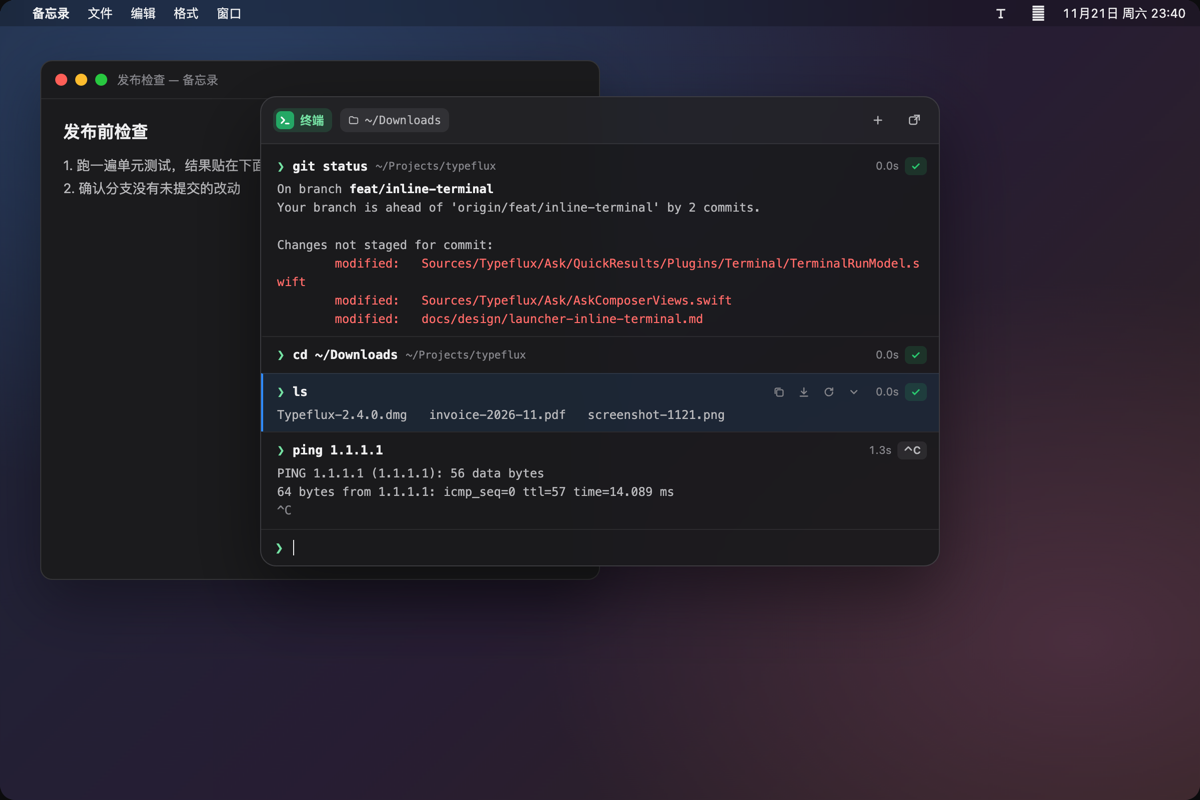 备忘录 文件 编辑 格式 窗口 T 11月21日 周六 23:40
发布检查 — 备忘录
发布前检查
1. 跑一遍单元测试，结果贴在下面
2. 确认分支没有未提交的改动
终端 ~/Downloads +
❯ git status ~/Projects/typeflux 0.0s ✓
On branch feat/inline-terminal
Your branch is ahead of 'origin/feat/inline-terminal' by 2 commits.
Changes not staged for commit:
modified: Sources/Typeflux/Ask/QuickResults/Plugins/Terminal/TerminalRunModel.s
wift
modified: Sources/Typeflux/Ask/AskComposerViews.swift
modified: docs/design/launcher-inline-terminal.md
❯ cd ~/Downloads ~/Projects/typeflux 0.0s ✓
❯ ls 0.0s ✓
Typeflux-2.4.0.dmg invoice-2026-11.pdf screenshot-1121.png
❯ ping 1.1.1.1 1.3s ^C
PING 1.1.1.1 (1.1.1.1): 56 data bytes
64 bytes from 1.1.1.1: icmp_seq=0 ttl=57 time=14.089 ms
^C
❯